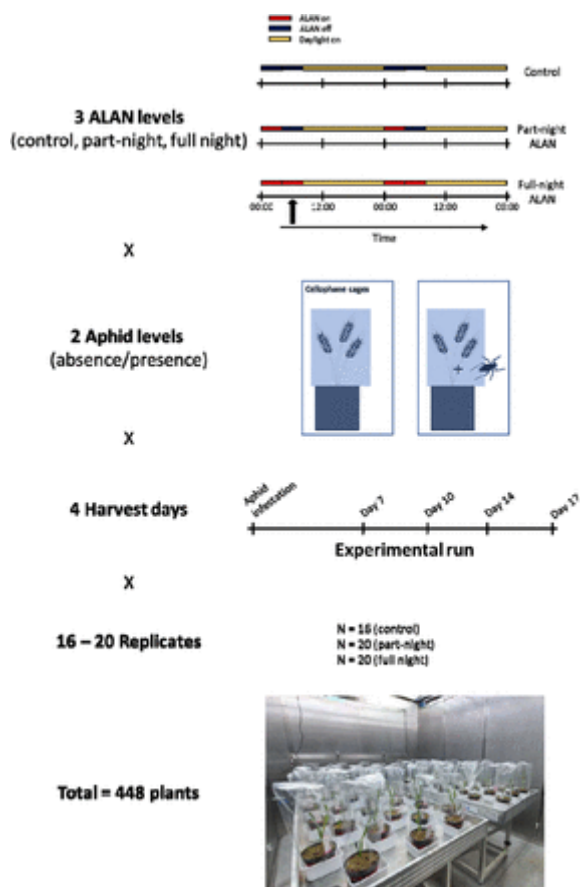 ALAN on
ALAN off
Daylight on
Control
3 ALAN levels
(control, part-night, full night)
Part-night
ALAN
Full-night
ALAN
00:00 12:00 00:00 12:00 00:00
Time
X
Cellophane cages
2 Aphid levels
(absence/presence)
+
X
4 Harvest days
Aphid
infestation
Day 7
Day 10
Day 14
Day 17
Experimental run
X
16 – 20 Replicates
N = 16 (control)
N = 20 (part-night)
N = 20 (full night)
Total = 448 plants